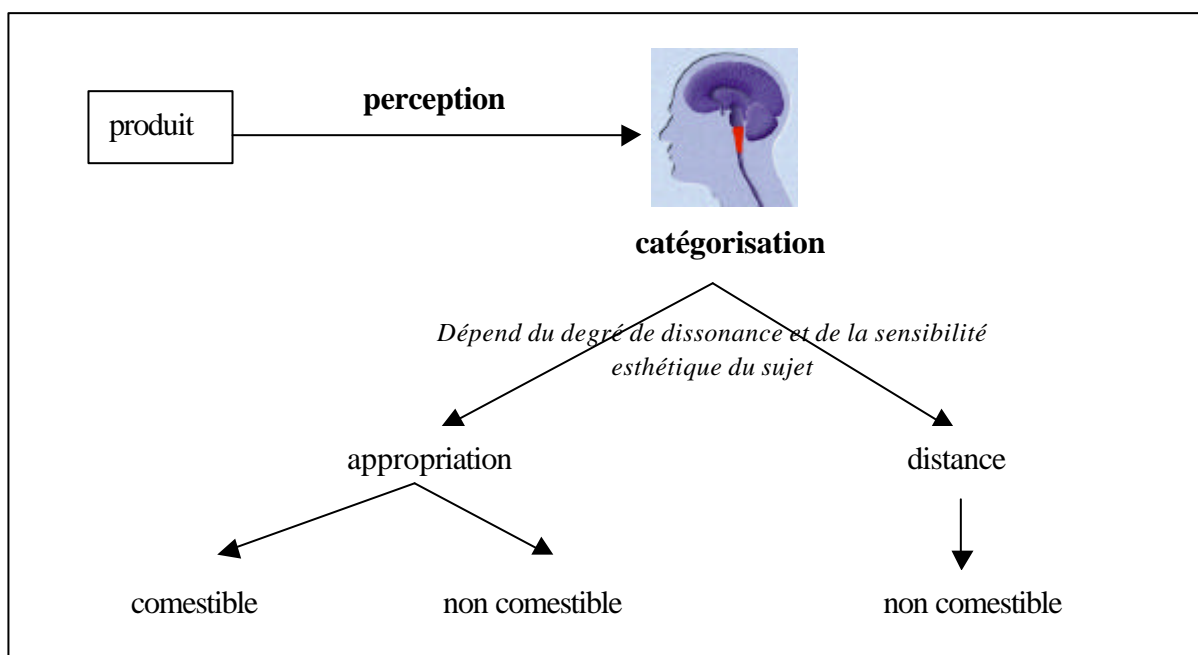 perception
produit
catégorisation
Dépend du degré de dissonance et de la sensibilité
esthétique du sujet
appropriation
distance
comestible
non comestible
non comestible